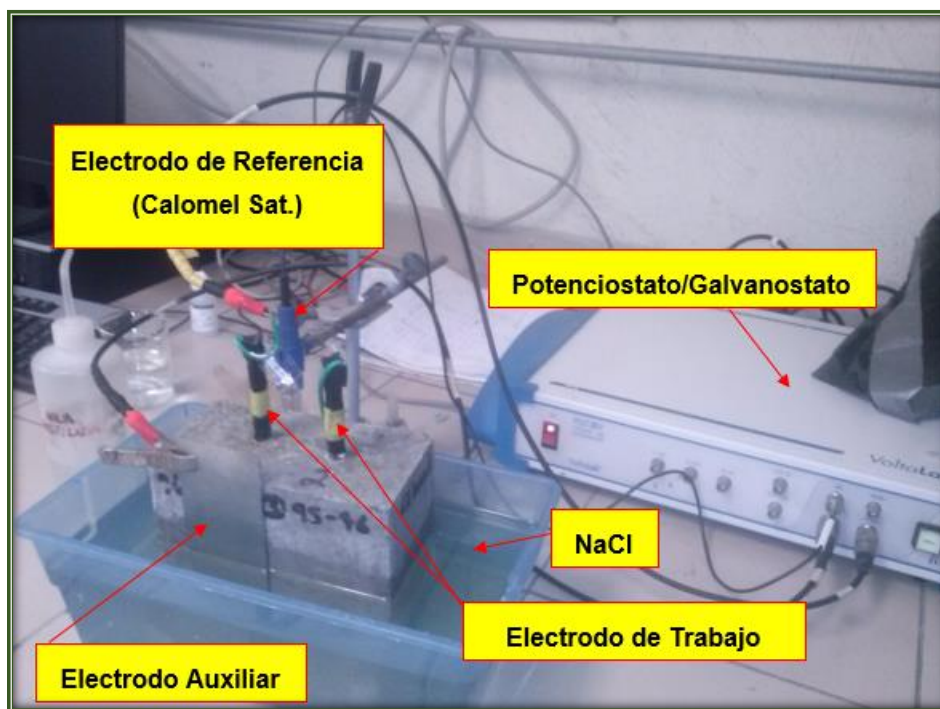 Electrodo de Referencia
(Calomel Sat.)
Potenciostato/Galvanostato
NaCl
Electrodo de Trabajo
Electrodo Auxiliar
95-96